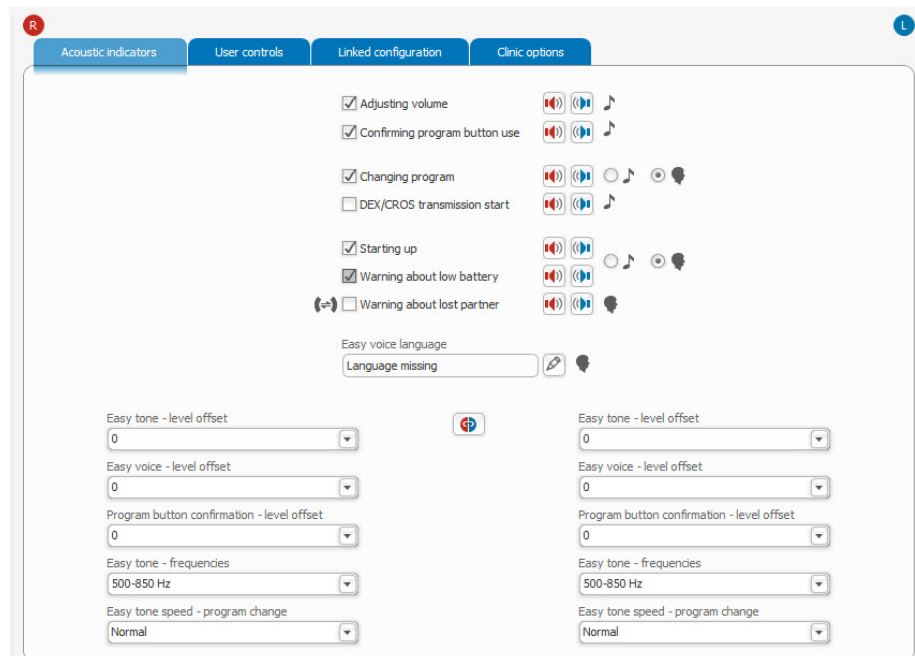 R L
Acoustic indicators User controls Linked configuration Clinic options
Adjusting volume
Confirming program button use
Changing program
DEX/CROS transmission start
Starting up
Warning about low battery
Warning about lost partner
Easy voice language
Language missing
Easy tone - level offset Easy tone - level offset
0 0
Easy voice - level offset Easy voice - level offset
0 0
Program button confirmation - level offset Program button confirmation - level offset
0 0
Easy tone - frequencies Easy tone - frequencies
500-850 Hz 500-850 Hz
Easy tone speed - program change Easy tone speed - program change
Normal Normal